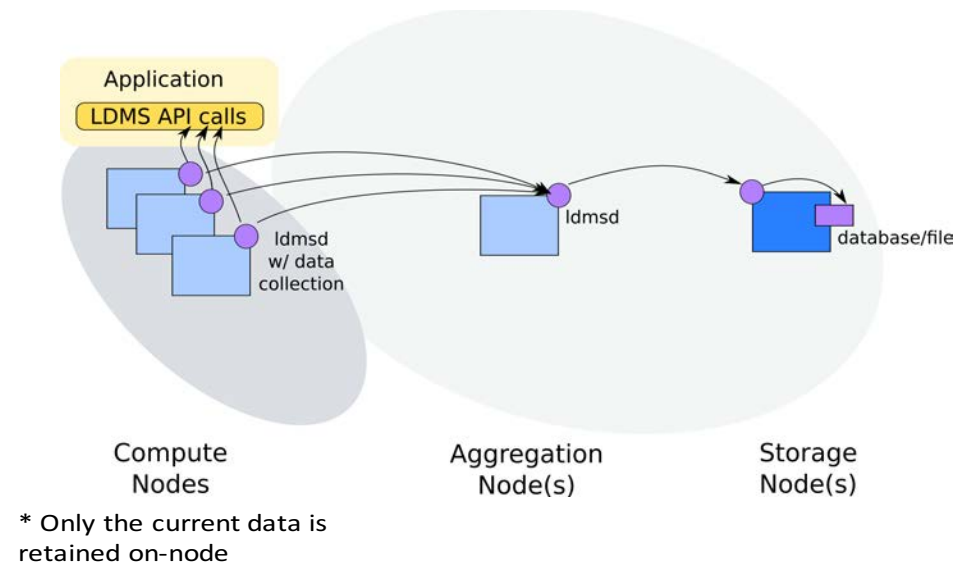 Application
LDMS API calls
ldmsd
w/ data
collection
ldmsd
database/file
Compute
Nodes
Aggregation
Node(s)
Storage
Node(s)
* Only the current data is
retained on-node